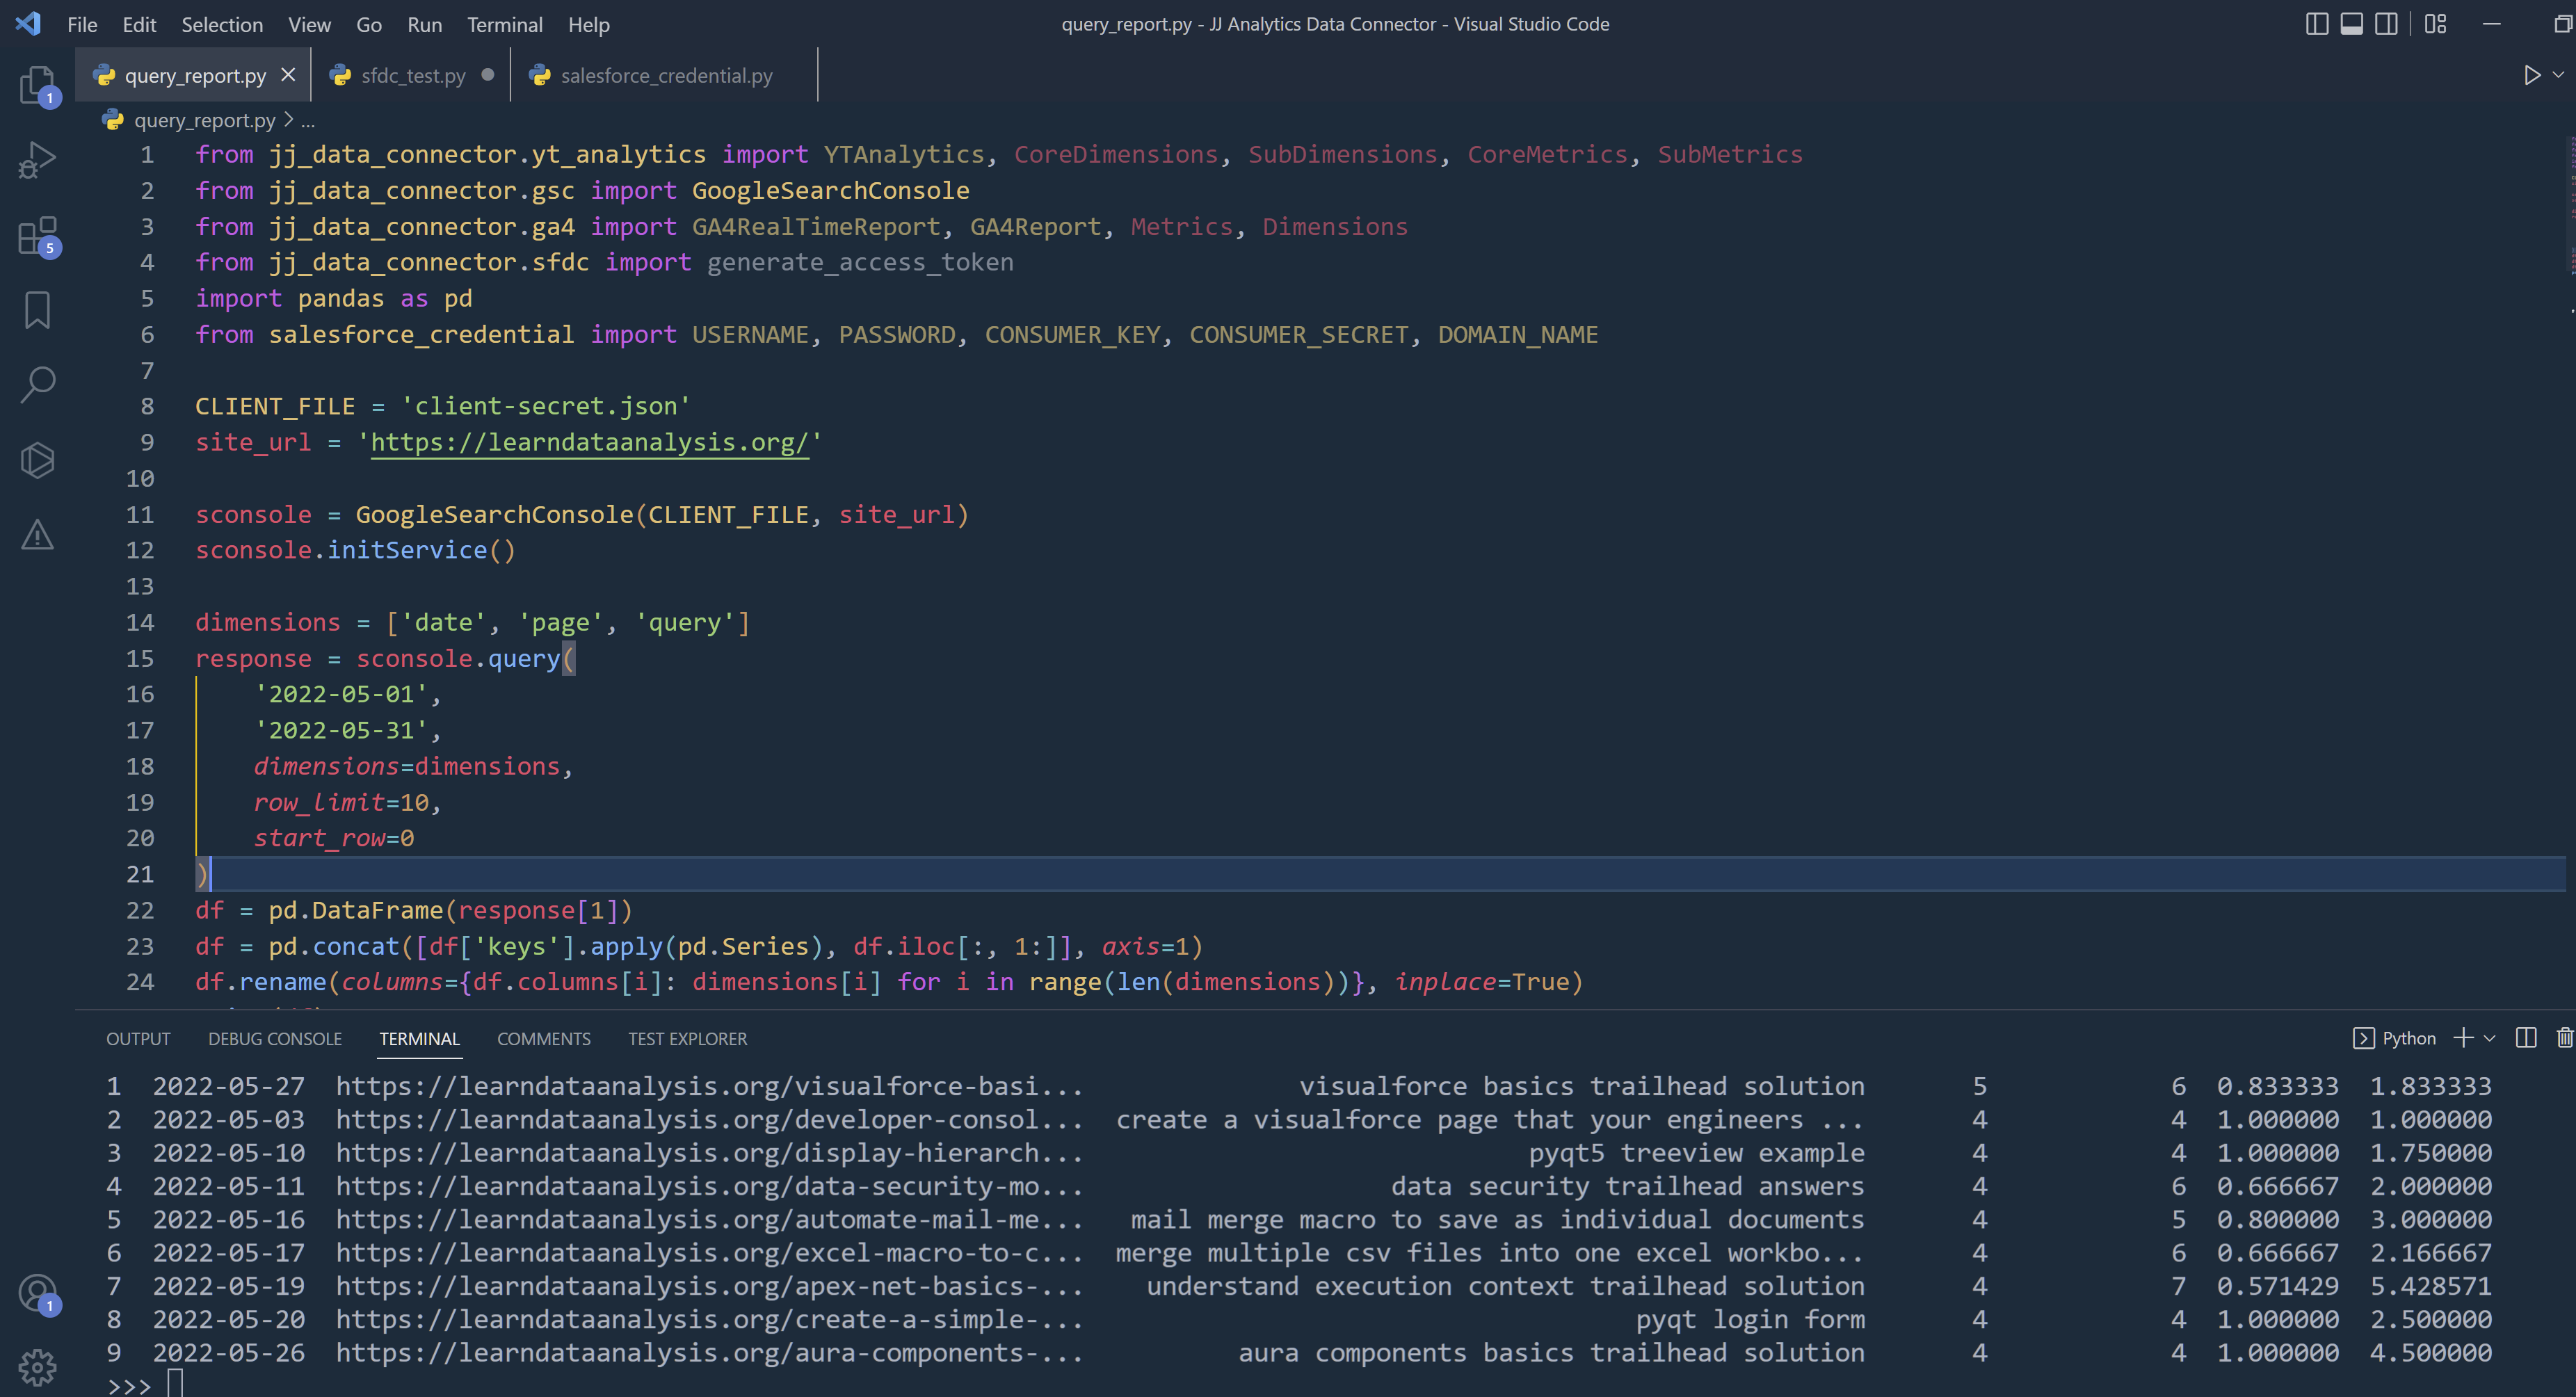 File Edit Selection View Go Run Terminal Help query_report.py - JJ Analytics Data Connector - Visual Studio Code
query_report.py sfdc_test.py salesforce_credential.py
1
query_report.py > ...
1 from jj_data_connector.yt_analytics import YTAnalytics, CoreDimensions, SubDimensions, CoreMetrics, SubMetrics
2 from jj_data_connector.gsc import GoogleSearchConsole
3 from jj_data_connector.ga4 import GA4RealTimeReport, GA4Report, Metrics, Dimensions
5
4 from jj_data_connector.sfdc import generate_access_token
5 import pandas as pd
6 from salesforce_credential import USERNAME, PASSWORD, CONSUMER_KEY, CONSUMER_SECRET, DOMAIN_NAME
7
8 CLIENT_FILE = 'client-secret.json'
9 site_url = 'https://learndataanalysis.org/'
10
11 sconsole = GoogleSearchConsole(CLIENT_FILE, site_url)
12 sconsole.initService()
13
14 dimensions = ['date', 'page', 'query']
15 response = sconsole.query(
16 '2022-05-01',
17 '2022-05-31',
18 dimensions=dimensions,
19 row_limit=10,
20 start_row=0
21 )
22 df = pd.DataFrame(response[1])
23 df = pd.concat([df['keys'].apply(pd.Series), df.iloc[:, 1:]], axis=1)
24 df.rename(columns={df.columns[i]: dimensions[i] for i in range(len(dimensions))}, inplace=True)
OUTPUT DEBUG CONSOLE TERMINAL COMMENTS TEST EXPLORER Python
1 2022-05-27 https://learndataanalysis.org/visualforce-basi... visualforce basics trailhead solution 5 6 0.833333 1.833333
2 2022-05-03 https://learndataanalysis.org/developer-consol... create a visualforce page that your engineers ... 4 4 1.000000 1.000000
3 2022-05-10 https://learndataanalysis.org/display-hierarch... pyqt5 treeview example 4 4 1.000000 1.750000
4 2022-05-11 https://learndataanalysis.org/data-security-mo... data security trailhead answers 4 6 0.666667 2.000000
5 2022-05-16 https://learndataanalysis.org/automate-mail-me... mail merge macro to save as individual documents 4 5 0.800000 3.000000
6 2022-05-17 https://learndataanalysis.org/excel-macro-to-c... merge multiple csv files into one excel workbo... 4 6 0.666667 2.166667
7 2022-05-19 https://learndataanalysis.org/apex-net-basics-... understand execution context trailhead solution 4 7 0.571429 5.428571
1
8 2022-05-20 https://learndataanalysis.org/create-a-simple-... pyqt login form 4 4 1.000000 2.500000
9 2022-05-26 https://learndataanalysis.org/aura-components-... aura components basics trailhead solution 4 4 1.000000 4.500000
>>>